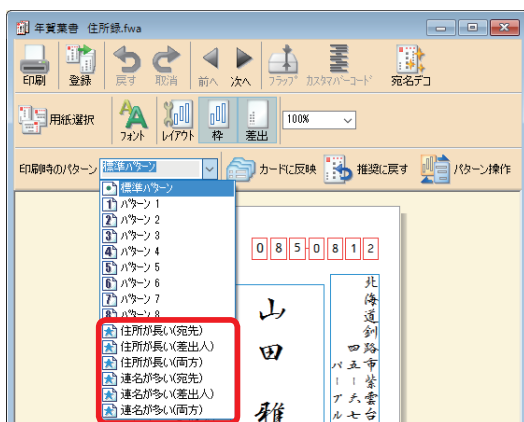 年賀葉書 住所録.fwa
印刷 登録 戻す 取消 前へ 次へ フラップ カスタマバーコード 宛名デコ
用紙選択 フォント レイアウト 枠 差出 100%
印刷時のパターン 標準パターン カードに反映 推奨に戻す パターン操作
標準パターン
1 パターン 1
2 パターン 2
3 パターン 3
4 パターン 4
5 パターン 5
6 パターン 6
7 パターン 7
8 パターン 8
住所が長い(宛先)
住所が長い(差出人)
住所が長い(両方)
連名が多い(宛先)
連名が多い(差出人)
連名が多い(両方)
0850812
北海道釧路市紫雲台
四五六七
パーープル
山田 雅